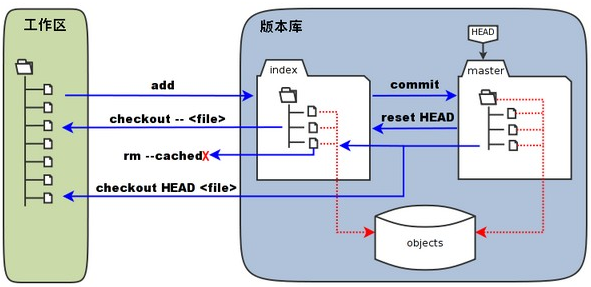 工作区
版本库
HEAD
index
master
add
commit
checkout -- <file>
reset HEAD
rm --cachedX
checkout HEAD <file>
objects